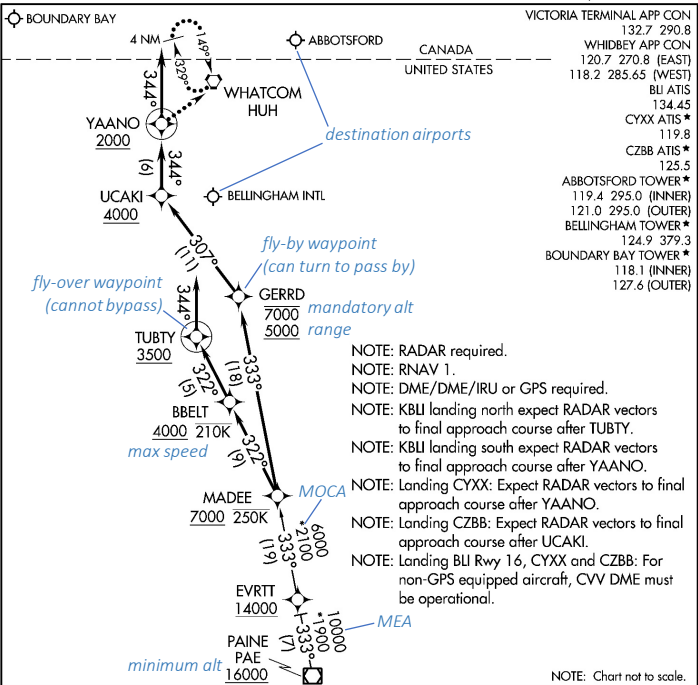 BOUNDARY BAY
4 NM
149°
329°
ABBOTSFORD
CANADA
UNITED STATES
WHATCOM
HUH
344°
YAANO
2000
destination airports
344°
(6)
UCAKI
4000
BELLINGHAM INTL
307°
(11)
fly-by waypoint
(can turn to pass by)
fly-over waypoint
(cannot bypass)
GERRD
7000
5000
mandatory alt
range
344°
TUBTY
3500
333°
(18)
322°
(5)
BBELT
4000 210K
max speed
322°
(9)
MADEE
7000 250K
MOCA
6000
*2100
333°
(19)
EVRTT
14000
10000
*1900
MEA
333°
(7)
PAINE
PAE
16000
minimum alt
VICTORIA TERMINAL APP CON
132.7 290.8
WHIDBEY APP CON
120.7 270.8 (EAST)
118.2 285.65 (WEST)
BLI ATIS
134.45
CYXX ATIS★
119.8
CZBB ATIS★
125.5
ABBOTSFORD TOWER★
119.4 295.0 (INNER)
121.0 295.0 (OUTER)
BELLINGHAM TOWER★
124.9 379.3
BOUNDARY BAY TOWER★
118.1 (INNER)
127.6 (OUTER)
NOTE: RADAR required.
NOTE: RNAV 1.
NOTE: DME/DME/IRU or GPS required.
NOTE: KBLI landing north expect RADAR vectors
to final approach course after TUBTY.
NOTE: KBLI landing south expect RADAR vectors
to final approach course after YAANO.
NOTE: Landing CYXX: Expect RADAR vectors to final
approach course after YAANO.
NOTE: Landing CZBB: Expect RADAR vectors to final
approach course after UCAKI.
NOTE: Landing BLI Rwy 16, CYXX and CZBB: For
non-GPS equipped aircraft, CVV DME must
be operational.
NOTE: Chart not to scale.